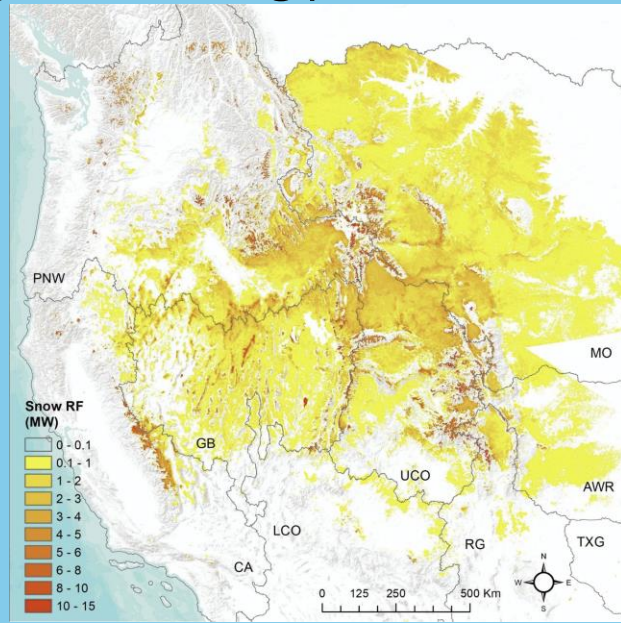 PNW
MO
Snow RF
(MW)
0 - 0.1
0.1 - 1
1 - 2
2 - 3
3 - 4
4 - 5
5 - 6
6 - 8
8 - 10
10 - 15
GB
UCO
AWR
LCO
RG
TXG
CA
N
W
E
S
0 125 250 500 Km